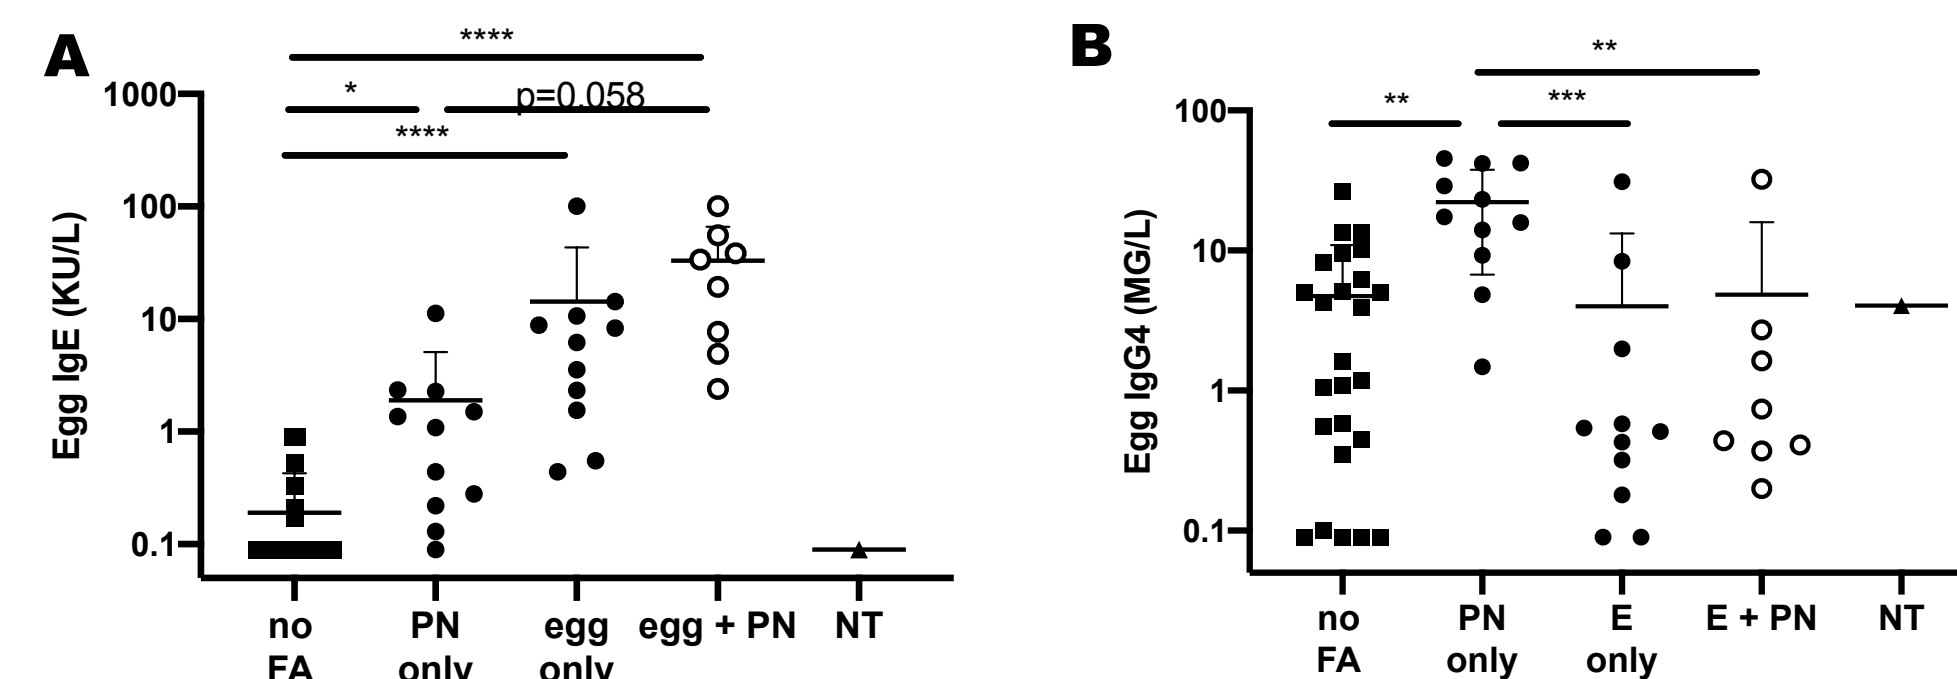 A
****
1000
*
p=0.058
****
100
10
1
0.1
Egg IgE (KU/L)
no
FA
PN
only
egg
only
egg + PN
NT
B
**
100
**
***
10
1
0.1
Egg IgG4 (MG/L)
no
FA
PN
only
E
only
E + PN
NT